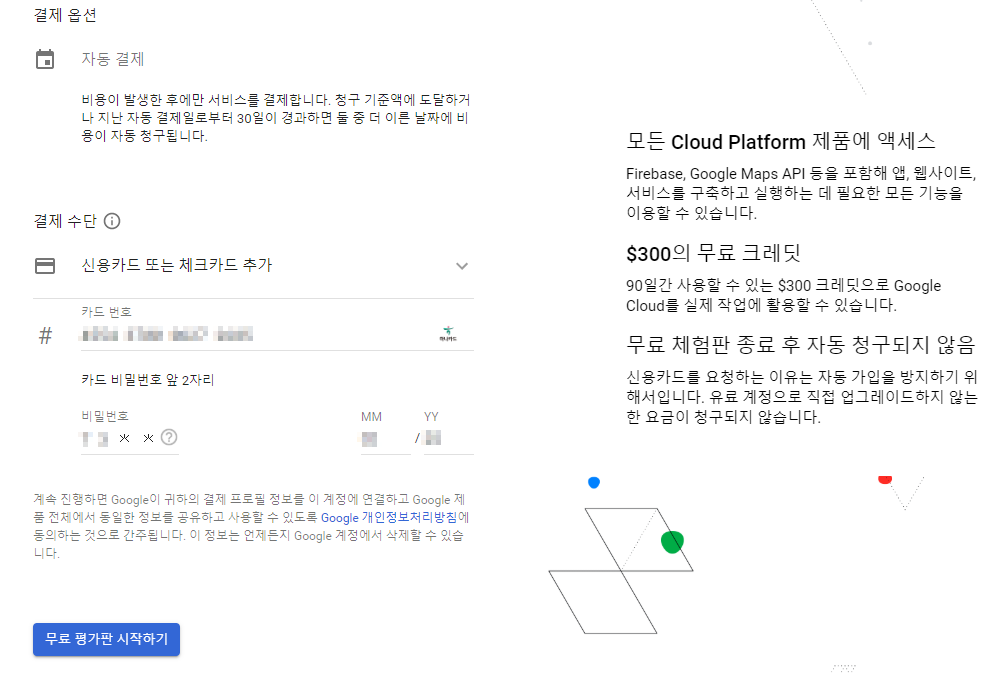 결제 옵션
자동 결제
비용이 발생한 후에만 서비스를 결제합니다. 청구 기준액에 도달하거
나 지난 자동 결제일로부터 30일이 경과하면 둘 중 더 이른 날짜에 비
용이 자동 청구됩니다.
결제 수단
신용카드 또는 체크카드 추가
카드 번호
#
하나카드
카드 비밀번호 앞 2자리
비밀번호
MM
YY
* * ?
/
계속 진행하면 Google이 귀하의 결제 프로필 정보를 이 계정에 연결하고 Google 제
품 전체에서 동일한 정보를 공유하고 사용할 수 있도록 Google 개인정보처리방침에
동의하는 것으로 간주됩니다. 이 정보는 언제든지 Google 계정에서 삭제할 수 있습
니다.
무료 평가판 시작하기
모든 Cloud Platform 제품에 액세스
Firebase, Google Maps API 등을 포함해 앱, 웹사이트,
서비스를 구축하고 실행하는 데 필요한 모든 기능을
이용할 수 있습니다.
$300의 무료 크레딧
90일간 사용할 수 있는 $300 크레딧으로 Google
Cloud를 실제 작업에 활용할 수 있습니다.
무료 체험판 종료 후 자동 청구되지 않음
신용카드를 요청하는 이유는 자동 가입을 방지하기 위
해서입니다. 유료 계정으로 직접 업그레이드하지 않는
한 요금이 청구되지 않습니다.